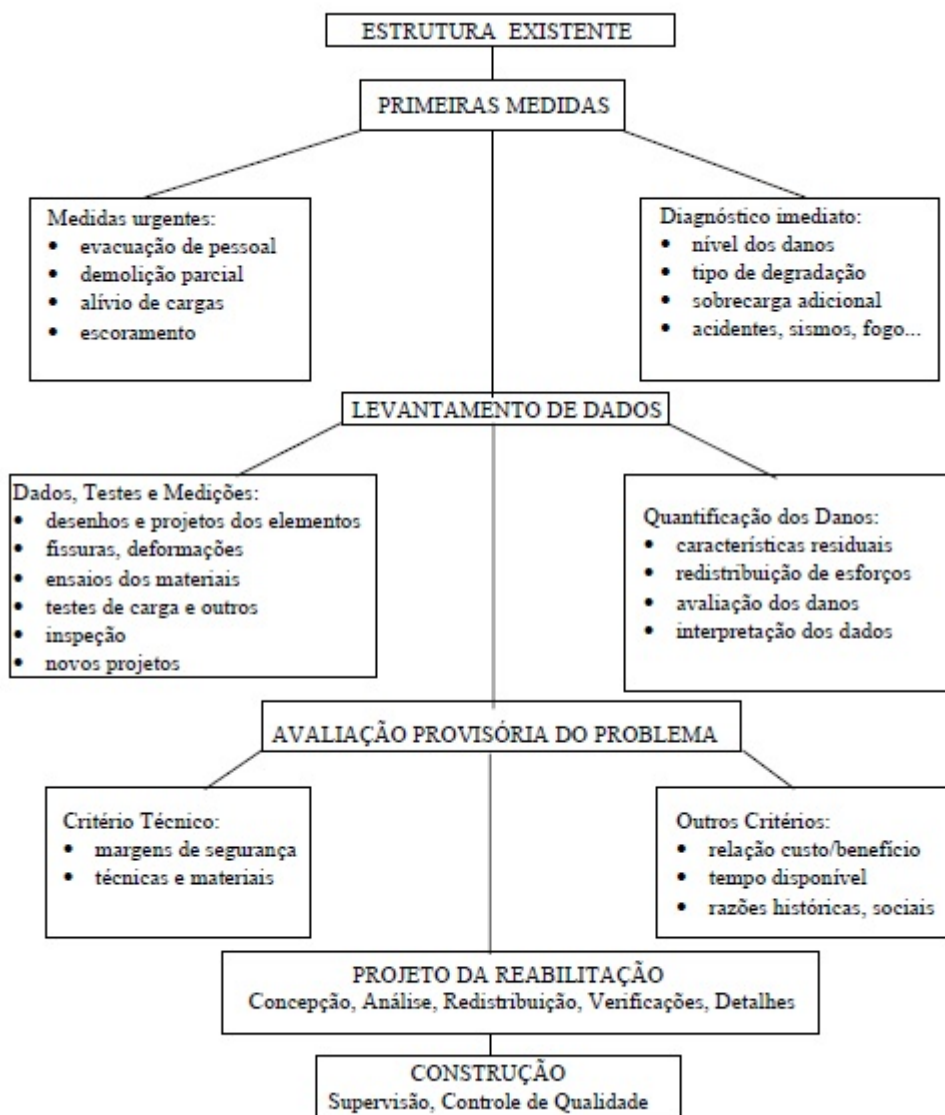 ESTRUTURA EXISTENTE
PRIMEIRAS MEDIDAS
Medidas urgentes:
• evacuação de pessoal
• demolição parcial
• alívio de cargas
• escoramento
Diagnóstico imediato:
• nível dos danos
• tipo de degradação
• sobrecarga adicional
• acidentes, sismos, fogo...
LEVANTAMENTO DE DADOS
Dados, Testes e Medições:
• desenhos e projetos dos elementos
• fissuras, deformações
• ensaios dos materiais
• testes de carga e outros
• inspeção
• novos projetos
Quantificação dos Danos:
• características residuais
• redistribuição de esforços
• avaliação dos danos
• interpretação dos dados
AVALIAÇÃO PROVISÓRIA DO PROBLEMA
Critério Técnico:
• margens de segurança
• técnicas e materiais
Outros Critérios:
• relação custo/benefício
• tempo disponível
• razões históricas, sociais
PROJETO DA REABILITAÇÃO
Concepção, Análise, Redistribuição, Verificações, Detalhes
CONSTRUÇÃO
Supervisão, Controle de Qualidade